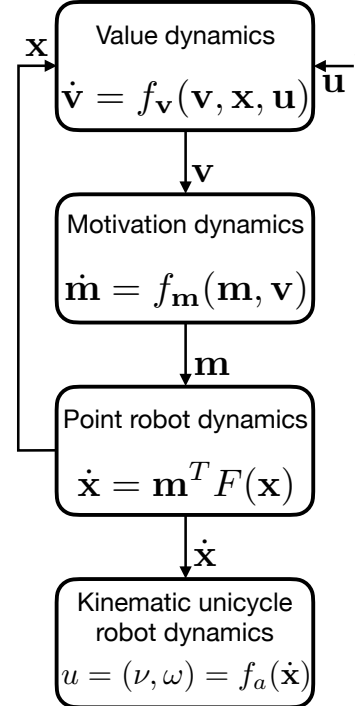 x
Value dynamics
v̇ = f_v(v, x, u)
u
v
Motivation dynamics
ṁ = f_m(m, v)
m
Point robot dynamics
ẋ = m^T F(x)
ẋ
Kinematic unicycle
robot dynamics
u = (ν, ω) = f_a(ẋ)